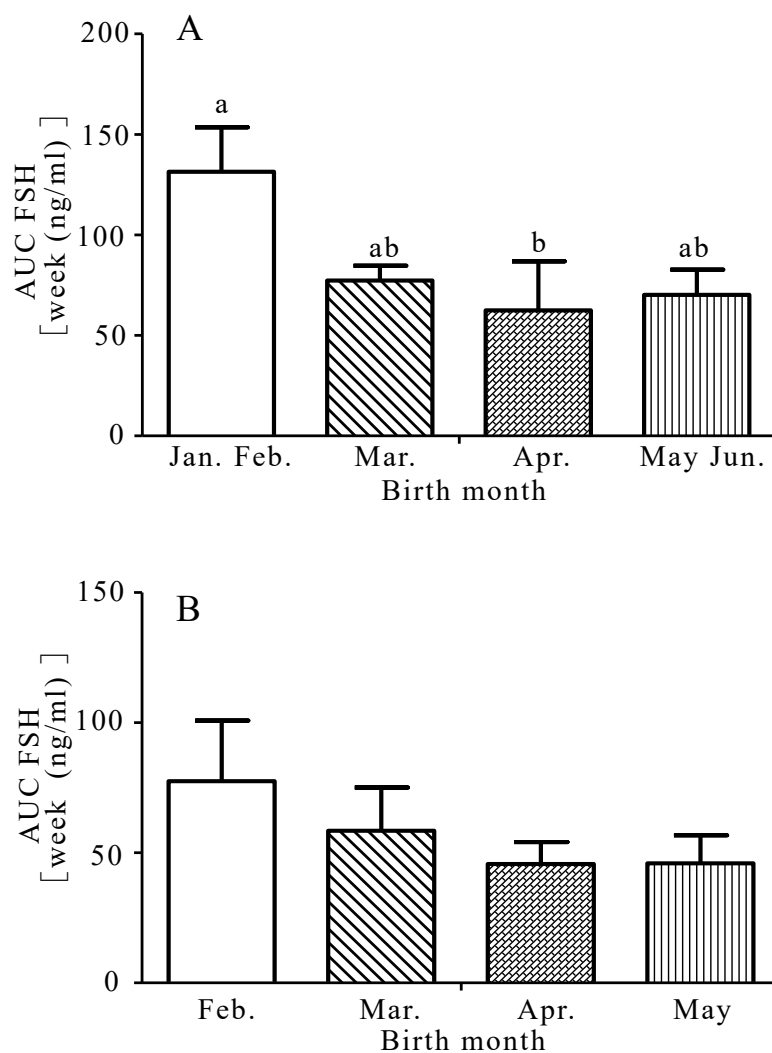 A
200
150
100
50
0
AUC FSH
[week (ng/ml) ]
a
ab
b
ab
Jan. Feb. Mar. Apr. May Jun.
Birth month
B
150
100
50
0
AUC FSH
[week (ng/ml) ]
Feb. Mar. Apr. May
Birth month